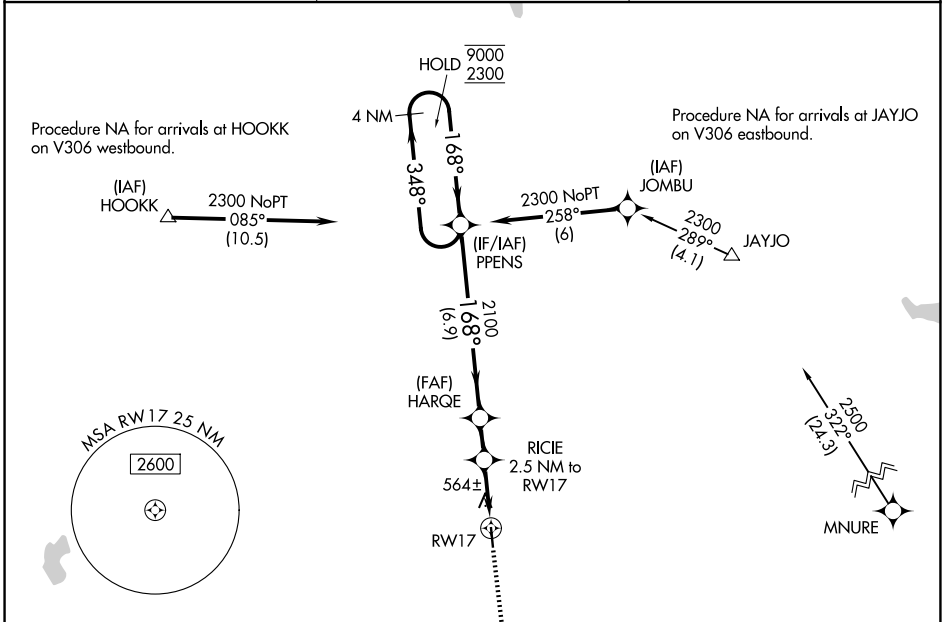 HOLD
9000
2300
4 NM
168°
348°
Procedure NA for arrivals at HOOKK
on V306 westbound.
Procedure NA for arrivals at JAYJO
on V306 eastbound.
(IAF)
HOOKK
2300 NoPT
085°
(10.5)
(IAF)
JOMBU
2300 NoPT
258°
(6)
2300
289°
(4.1)
JAYJO
(IF/IAF)
PPENS
2100
168°
(6.9)
(FAF)
HARQE
RICIE
2.5 NM to
RW17
564±
RW17
MSA RW17 25 NM
2600
2500
322°
(24.3)
MNURE